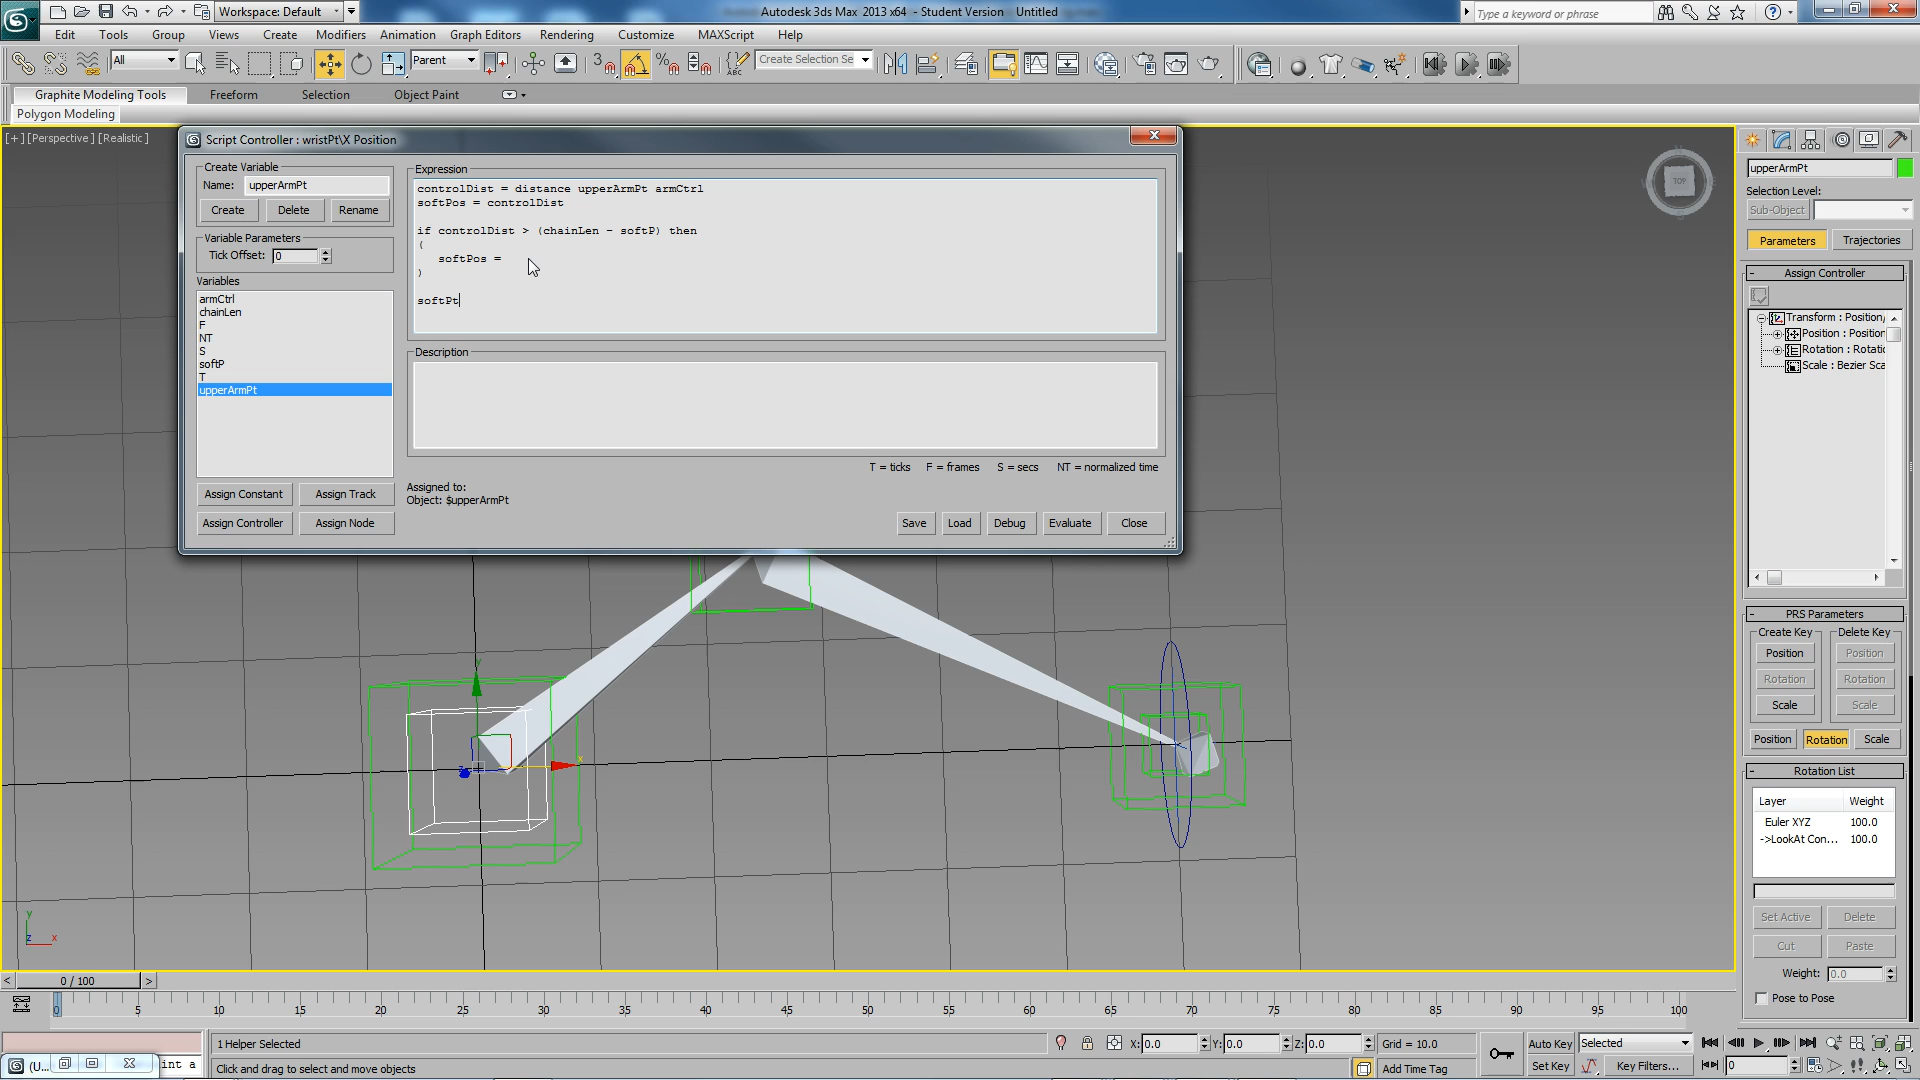 Workspace: Default
Autodesk 3ds Max 2013 x64 - Student Version Untitled
Type a keyword or phrase
Edit Tools Group Views Create Modifiers Animation Graph Editors Rendering Customize MAXScript Help
All
Parent
Create Selection Se
Graphite Modeling Tools Freeform Selection Object Paint
Polygon Modeling
[+] [Perspective] [Realistic]
Script Controller : wristPt\X Position
Create Variable
Name: upperArmPt
Create Delete Rename
Variable Parameters
Tick Offset: 0
Variables
armCtrl
chainLen
F
NT
S
softP
T
upperArmPt
Assign Constant Assign Track
Assign Controller Assign Node
Expression
controlDist = distance upperArmPt armCtrl
softPos = controlDist
if controlDist > (chainLen - softP) then
(
softPos =
)
softPt
Description
T = ticks F = frames S = secs NT = normalized time
Assigned to:
Object: $upperArmPt
Save Load Debug Evaluate Close
TOP
upperArmPt
Selection Level:
Sub-Object
Parameters Trajectories
- Assign Controller
Transform : Position/
Position : Position
Rotation : Rotati
Scale : Bezier Sca
- PRS Parameters
Create Key Delete Key
Position Position
Rotation Rotation
Scale Scale
Position Rotation Scale
- Rotation List
Layer Weight
Euler XYZ 100.0
->LookAt Con... 100.0
Set Active Delete
Cut Paste
Weight: 0.0
Pose to Pose
y
x
z
y
z x
< 0 / 100 >
0 5 10 15 20 25 30 35 40 45 50 55 60 65 70 75 80 85 90 95 100
1 Helper Selected
X: 0.0 Y: 0.0 Z: 0.0 Grid = 10.0
Auto Key Selected
(U... int a
Click and drag to select and move objects
Add Time Tag
Set Key Key Filters... 0